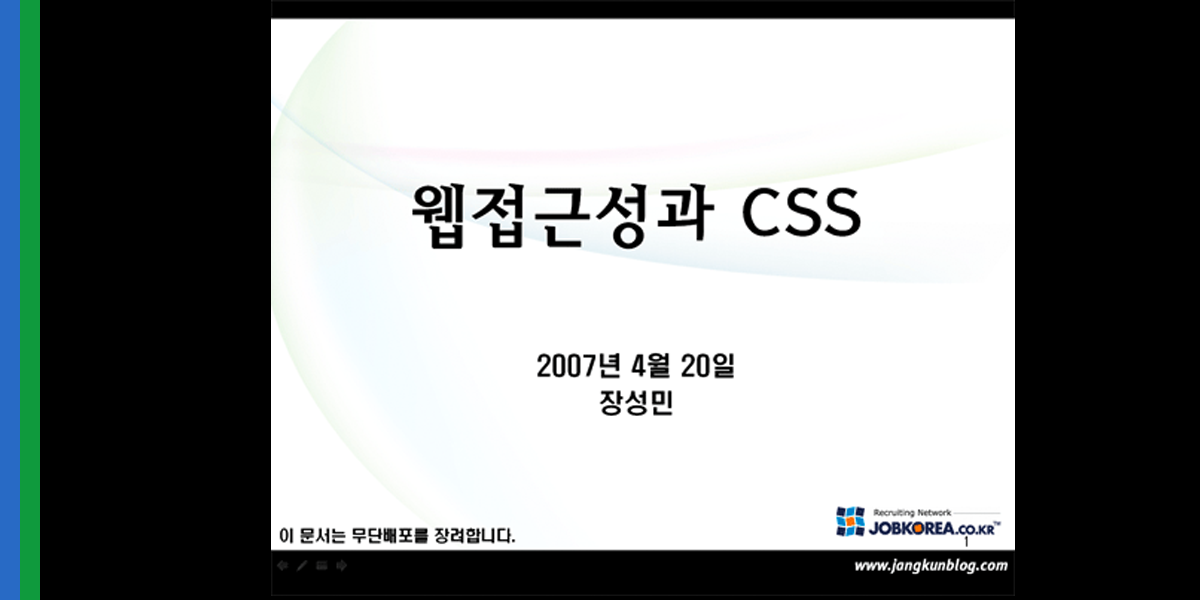 웹접근성과 CSS
2007년 4월 20일
장성민
이 문서는 무단배포를 장려합니다.
Recruiting Network
JOBKOREA.CO.KR™
1
www.jangkunblog.com